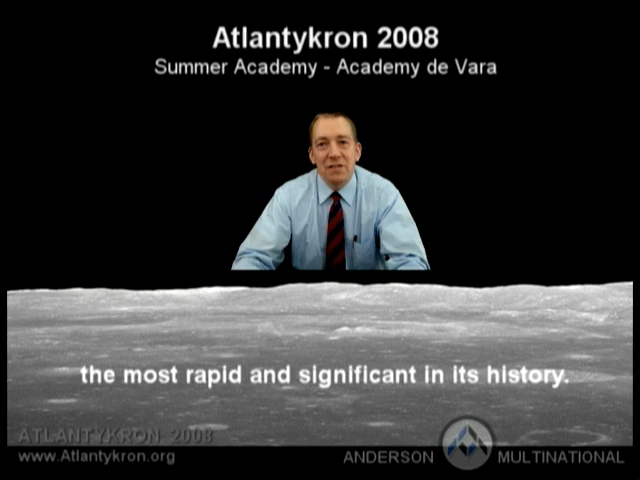 Atlantykron 2008
Summer Academy - Academy de Vara
the most rapid and significant in its history.
ATLANTYKRON 2008
www.Atlantykron.org
ANDERSON MULTINATIONAL